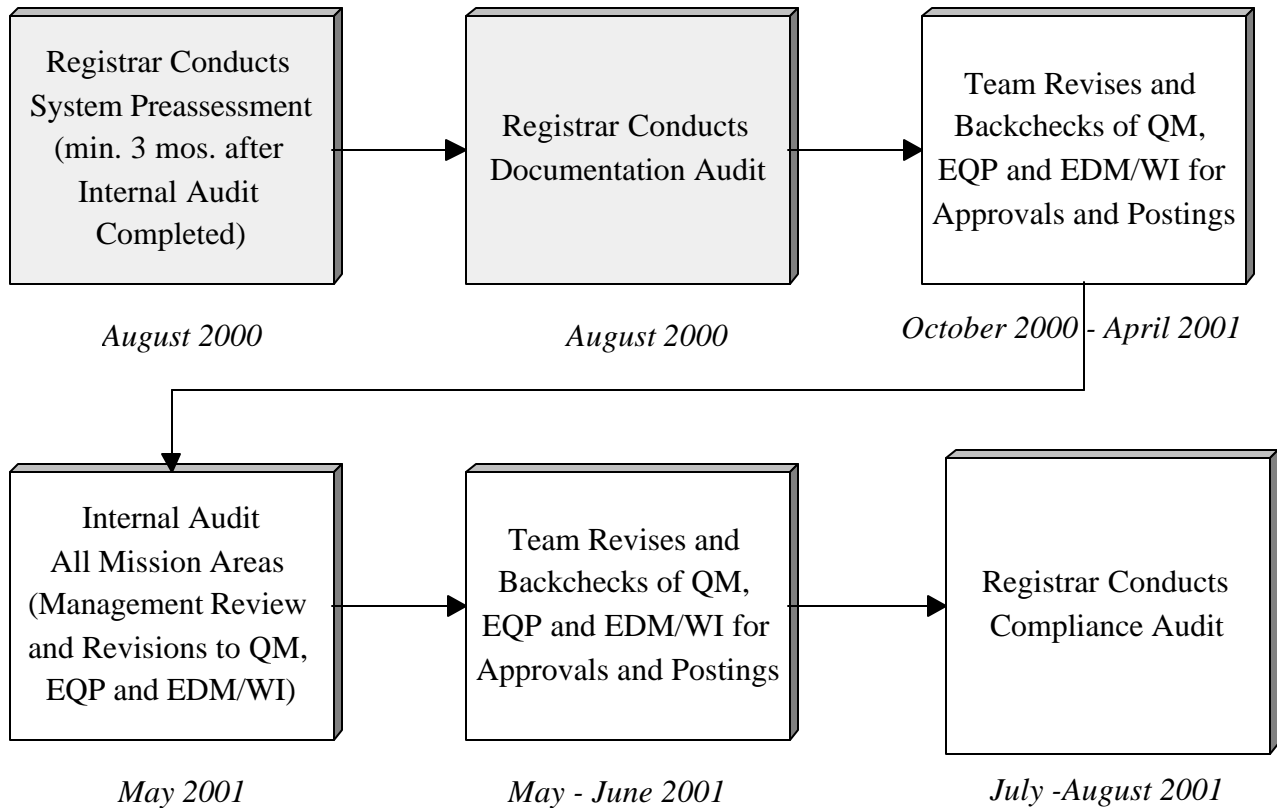 Registrar Conducts
System Preassessment
(min. 3 mos. after
Internal Audit
Completed)
August 2000
Registrar Conducts
Documentation Audit
August 2000
Team Revises and
Backchecks of QM,
EQP and EDM/WI for
Approvals and Postings
October 2000 - April 2001
Internal Audit
All Mission Areas
(Management Review
and Revisions to QM,
EQP and EDM/WI)
May 2001
Team Revises and
Backchecks of QM,
EQP and EDM/WI for
Approvals and Postings
May - June 2001
Registrar Conducts
Compliance Audit
July -August 2001